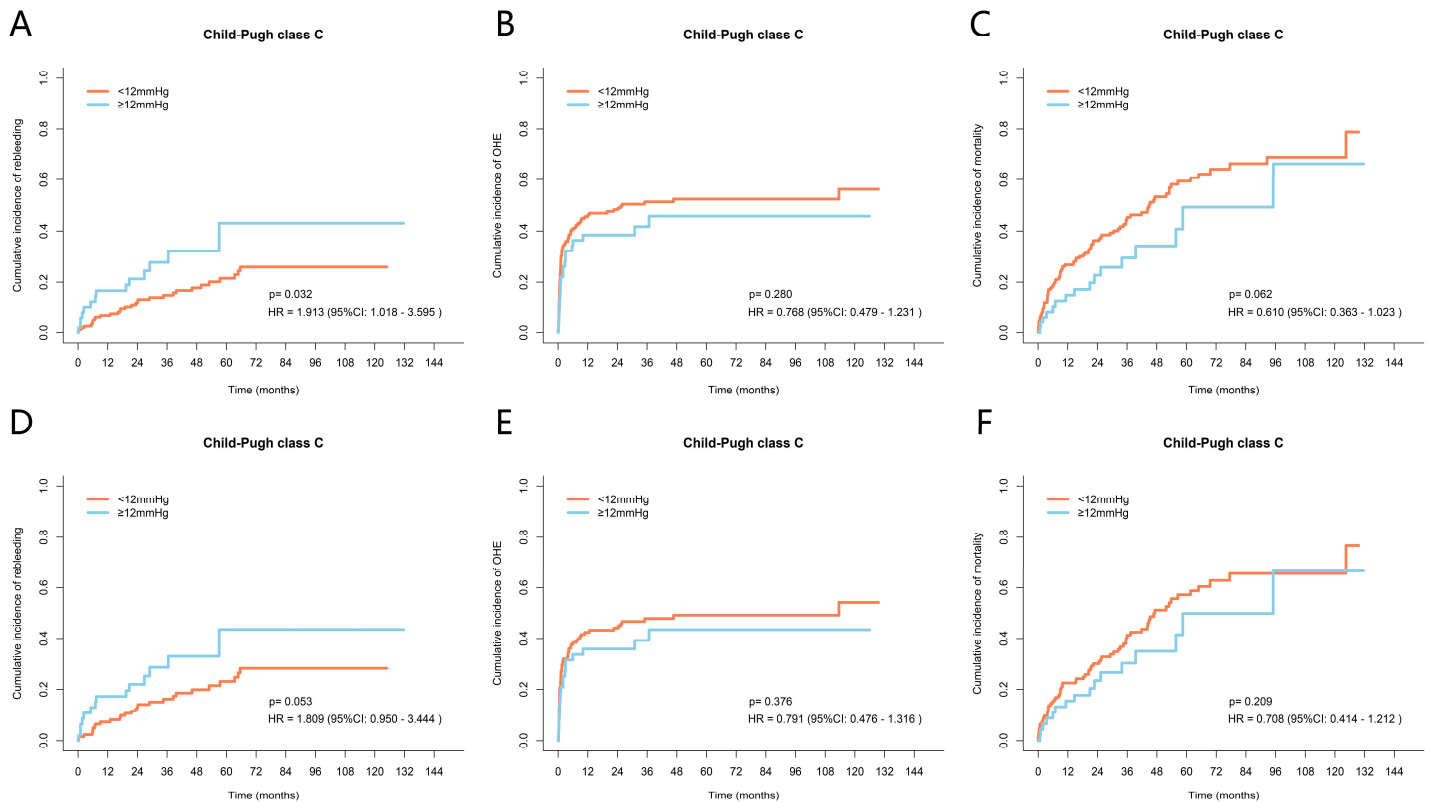 A
Child-Pugh class C
<12mmHg
≥12mmHg
Cumulative incidence of rebleeding
0.0 0.2 0.4 0.6 0.8 1.0
p= 0.032
HR = 1.913 (95%CI: 1.018 - 3.595 )
0 12 24 36 48 60 72 84 96 108 120 132 144
Time (months)
B
Child-Pugh class C
<12mmHg
≥12mmHg
Cumulative incidence of OHE
0.0 0.2 0.4 0.6 0.8 1.0
p= 0.280
HR = 0.768 (95%CI: 0.479 - 1.231 )
0 12 24 36 48 60 72 84 96 108 120 132 144
Time (months)
C
Child-Pugh class C
<12mmHg
≥12mmHg
Cumulative incidence of mortality
0.0 0.2 0.4 0.6 0.8 1.0
p= 0.062
HR = 0.610 (95%CI: 0.363 - 1.023 )
0 12 24 36 48 60 72 84 96 108 120 132 144
Time (months)
D
Child-Pugh class C
<12mmHg
≥12mmHg
Cumulative incidence of rebleeding
0.0 0.2 0.4 0.6 0.8 1.0
p= 0.053
HR = 1.809 (95%CI: 0.950 - 3.444 )
0 12 24 36 48 60 72 84 96 108 120 132 144
Time (months)
E
Child-Pugh class C
<12mmHg
≥12mmHg
Cumulative incidence of OHE
0.0 0.2 0.4 0.6 0.8 1.0
p= 0.376
HR = 0.791 (95%CI: 0.476 - 1.316 )
0 12 24 36 48 60 72 84 96 108 120 132 144
Time (months)
F
Child-Pugh class C
<12mmHg
≥12mmHg
Cumulative incidence of mortality
0.0 0.2 0.4 0.6 0.8 1.0
p= 0.209
HR = 0.708 (95%CI: 0.414 - 1.212 )
0 12 24 36 48 60 72 84 96 108 120 132 144
Time (months)